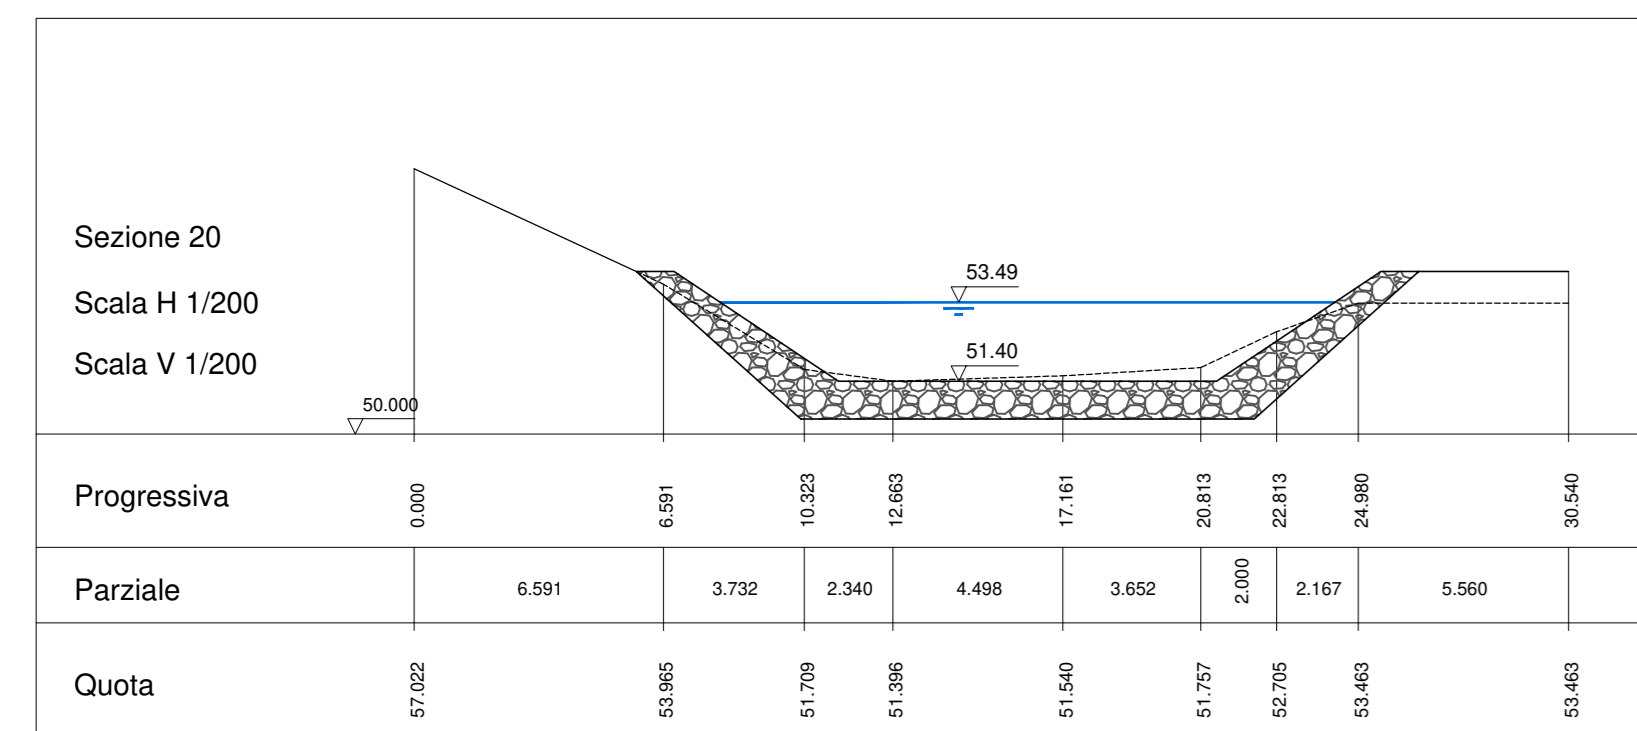 Sezione 20
Scala H 1/200
Scala V 1/200
53.49
51.40
50.000
Progressiva 0.000 6.591 10.323 12.663 17.161 20.813 22.813 24.980 30.540
Parziale 6.591 3.732 2.340 4.498 3.652 2.000 2.167 5.560
Quota 57.022 53.965 51.709 51.396 51.540 51.757 52.705 53.463 53.463